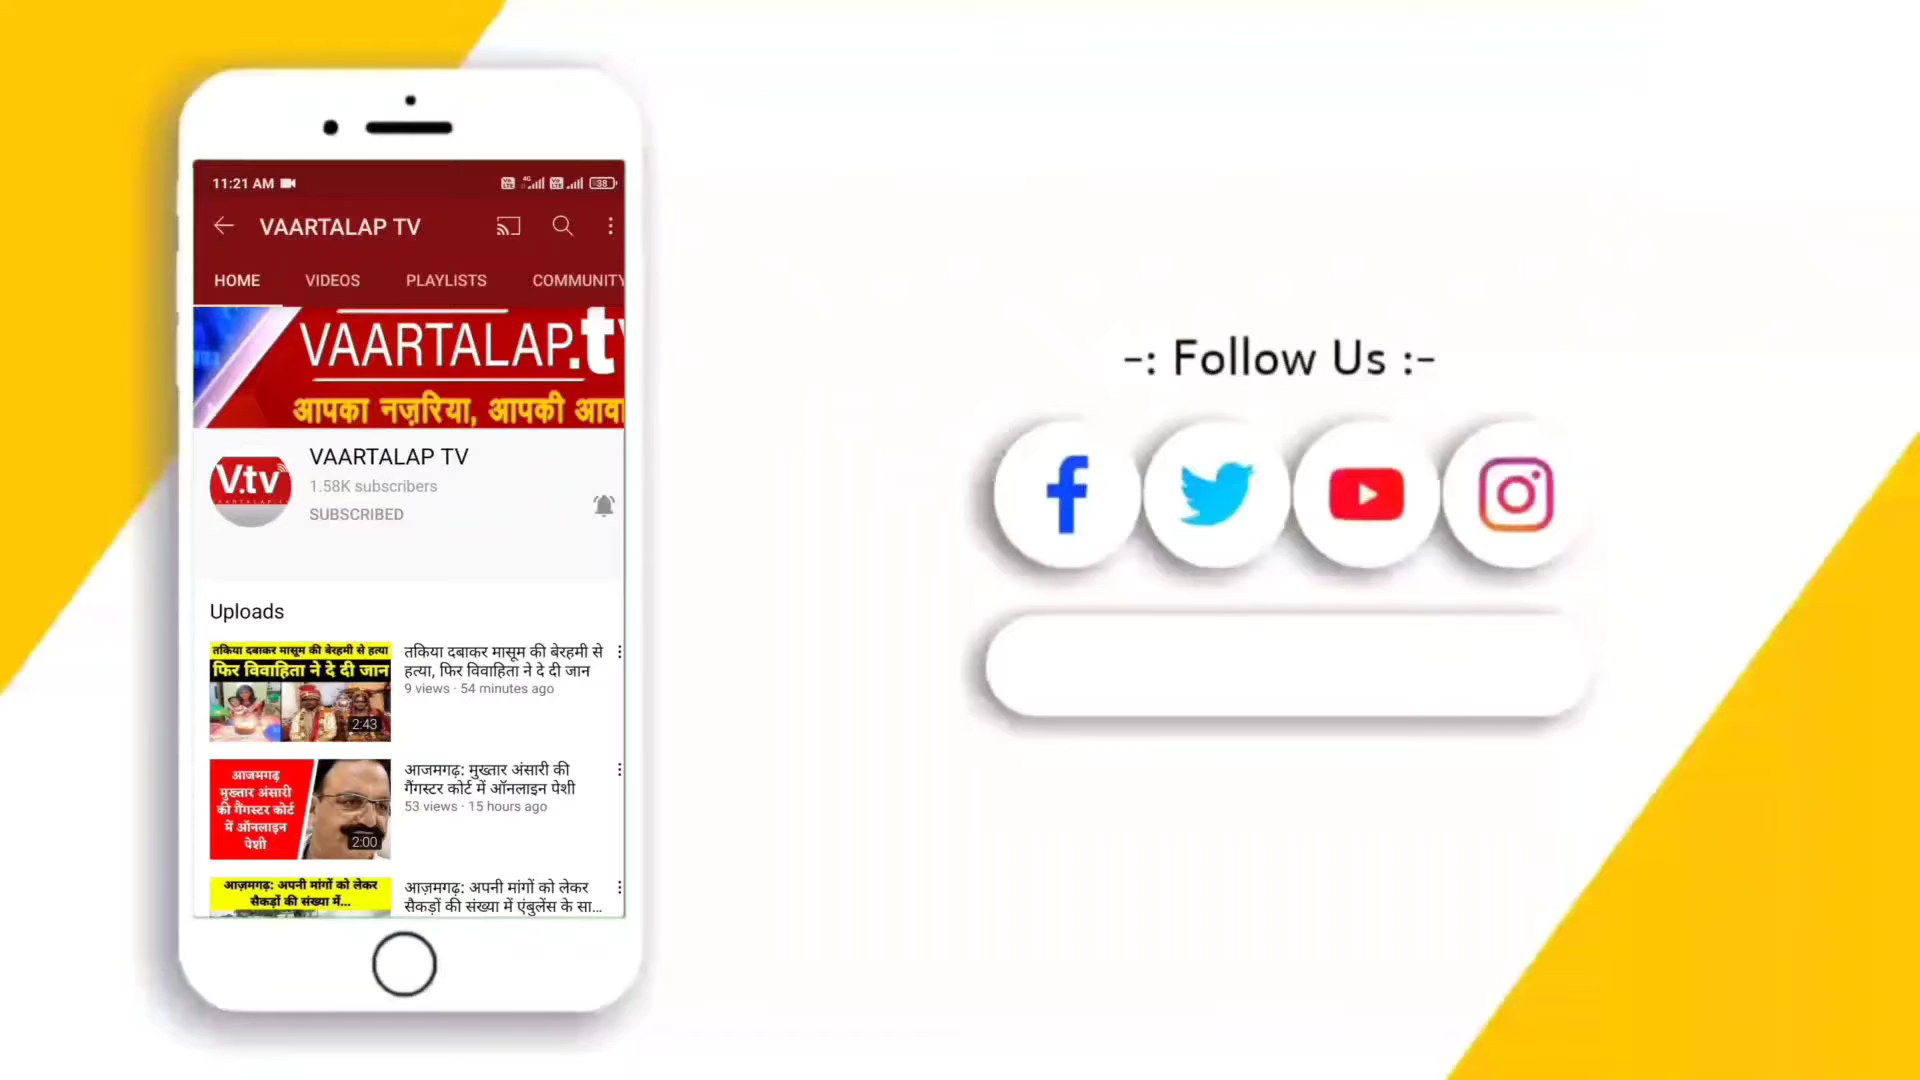 11:21 AM
38
VAARTALAP TV
HOME VIDEOS PLAYLISTS COMMUNITY
VAARTALAP.t
आपका नज़रिया, आपकी
V.tv
VAARTALAP TV
1.58K subscribers
SUBSCRIBED
Uploads
तकिया दबाकर मासूम की बेरहमी से हत्या
फिर विवाहिता ने दे दी जान
2:43
तकिया दबाकर मासूम की बेरहमी से
हत्या, फिर विवाहिता ने दे दी जान
9 views · 54 minutes ago
आजमगढ़
मुख्तार अंसारी
की गैंगस्टर कोर्ट
में ऑनलाइन
पेशी
2:00
आजमगढ़: मुख्तार अंसारी की
गैंगस्टर कोर्ट में ऑनलाइन पेशी
53 views · 15 hours ago
आज़मगढ़: अपनी मांगों को लेकर
सैकड़ों की संख्या में...
आज़मगढ़: अपनी मांगों को लेकर
सैकड़ों की संख्या में एंबुलेंस के सा...
-: Follow Us :-